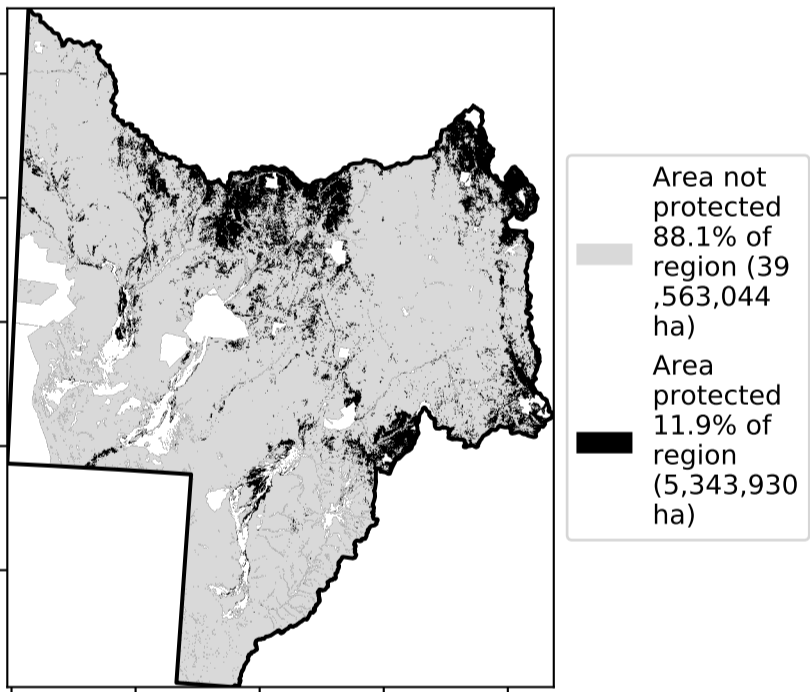 Area not
protected
88.1% of
region (39
,563,044
ha)
Area
protected
11.9% of
region
(5,343,930
ha)